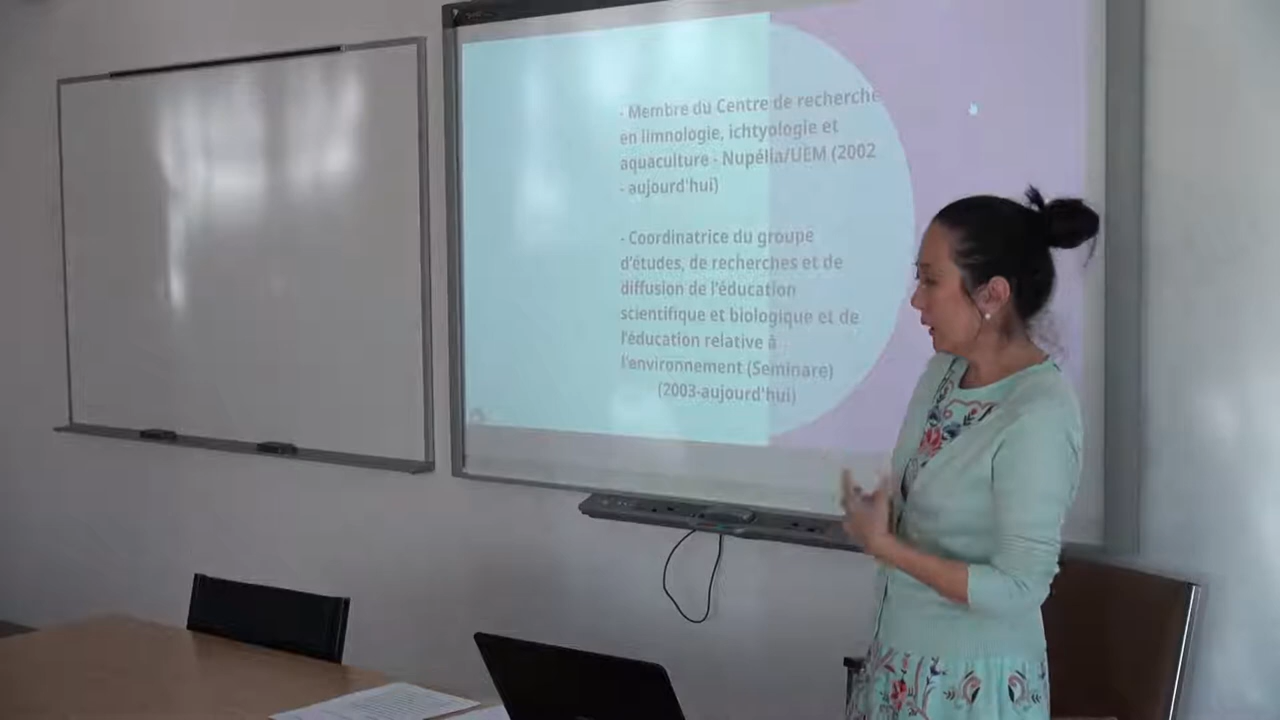 - Membre du Centre de recherche
en limnologie, ichtyologie et
aquaculture - Nupélia/UEM (2002
- aujourd'hui)
- Coordinatrice du groupe
d'études, de recherches et de
diffusion de l'éducation
scientifique et biologique et de
l'éducation relative à
l'environnement (Seminare)
(2003-aujourd'hui)